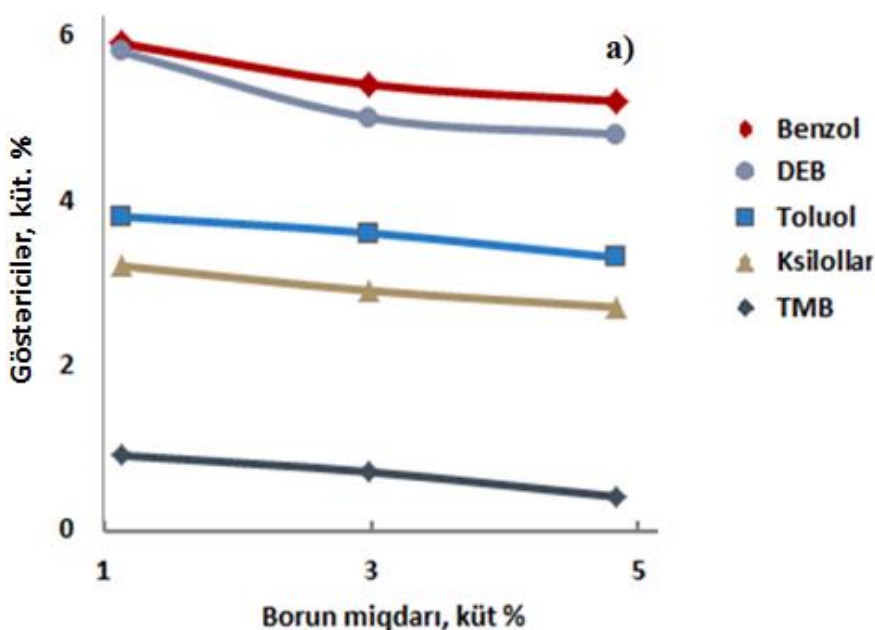 6
a)
4
2
0
Göstəricilər, küt. %
1 3 5
Borun miqdarı, küt %
Benzol
DEB
Toluol
Ksilollar
TMB